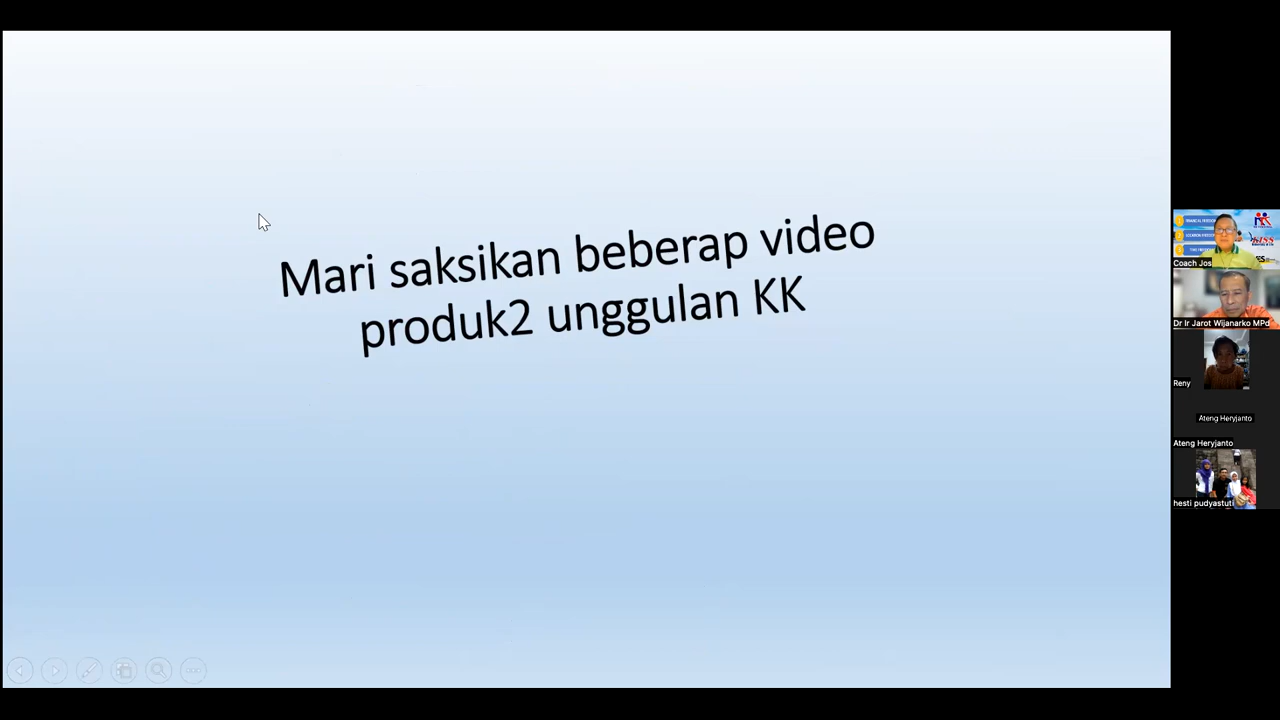 Mari saksikan beberap video
produk2 unggulan KK
Coach Jos
Dr Ir Jarot Wijanarko MPd
Reny
Ateng Heryjanto
Ateng Heryjanto
hesti pudyastuti